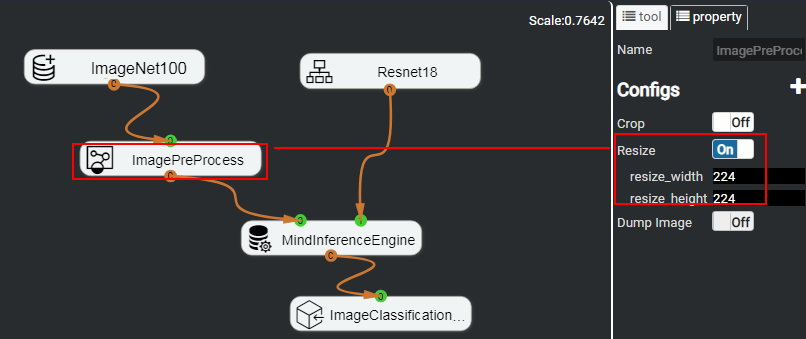 Scale:0.7642
tool
property
Name
ImagePreProce
Configs
Crop
Off
Resize
On
resize_width
224
resize_height
224
Dump Image
Off
ImageNet100
Resnet18
ImagePreProcess
MindInferenceEngine
ImageClassification...